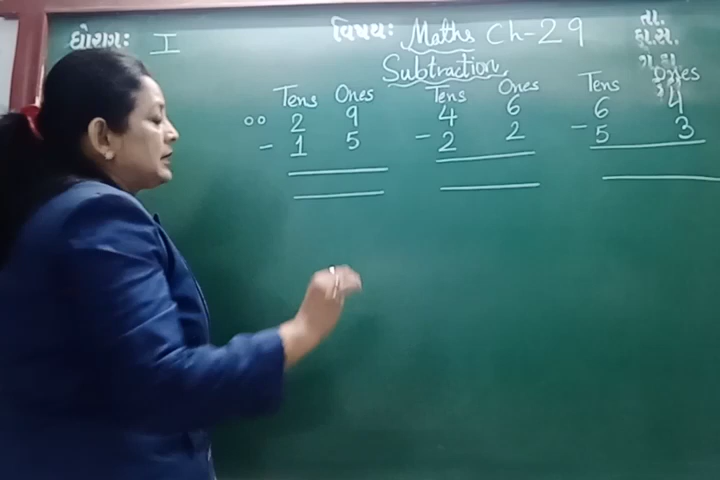 ધોરણઃ I વિષયઃ Maths Ch-29 તા.
Subtraction હા.સ.
Tens Ones Tens Ones Tens Ones
2 9 4 6 6 4
- 1 5 - 2 2 - 5 3